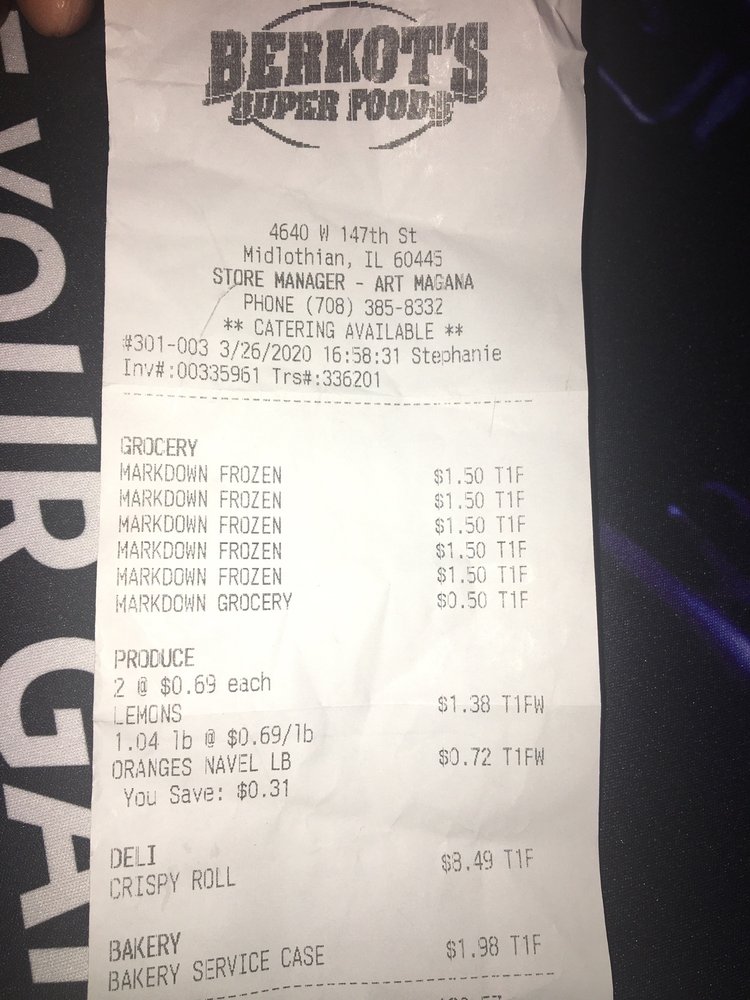 BERKOT'S
SUPER FOODS
4640 W 147th St
Midlothian, IL 60445
STORE MANAGER - ART MAGANA
PHONE (708) 385-8332
** CATERING AVAILABLE **
#301-003 3/26/2020 16:58:31 Stephanie
Inv#:00335961 Trs#:336201
GROCERY
MARKDOWN FROZEN $1.50 T1F
MARKDOWN FROZEN $1.50 T1F
MARKDOWN FROZEN $1.50 T1F
MARKDOWN FROZEN $1.50 T1F
MARKDOWN FROZEN $1.50 T1F
MARKDOWN GROCERY $0.50 T1F
PRODUCE
2 @ $0.69 each
LEMONS $1.38 T1FW
1.04 lb @ $0.69/lb
ORANGES NAVEL LB $0.72 T1FW
You Save: $0.31
DELI
CRISPY ROLL $8.49 T1F
BAKERY
BAKERY SERVICE CASE $1.98 T1F
YOUR GA